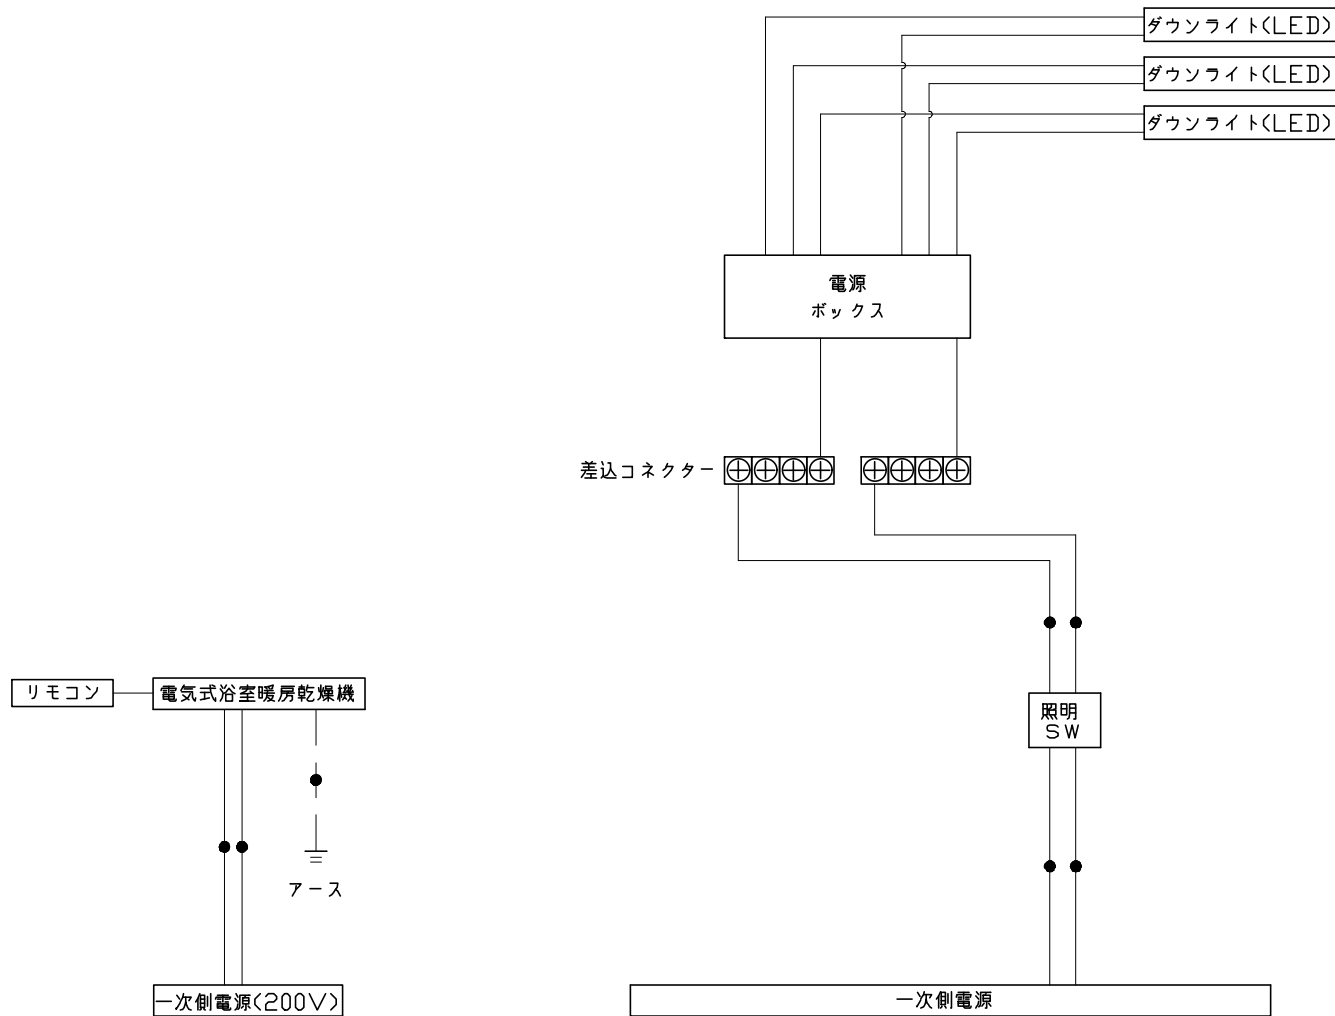 ダウンライト(LED)
ダウンライト(LED)
ダウンライト(LED)
電源
ボックス
差込コネクター
リモコン
電気式浴室暖房乾燥機
照明
SW
アース
一次側電源(200V)
一次側電源